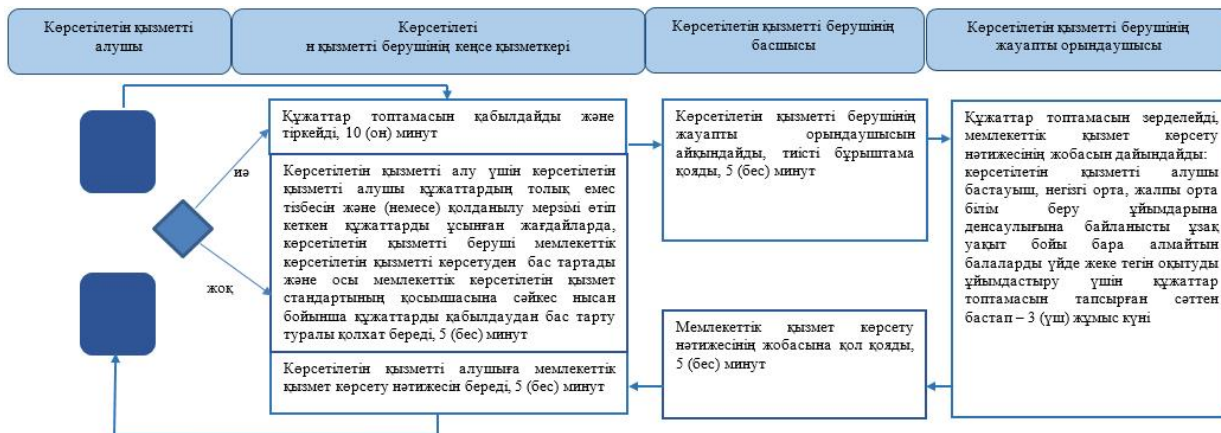 Көрсетілетін қызметті
алушы
Көрсетілеті
н қызметті берушінің кеңсе қызметкері
Көрсетілетін қызметті берушінің
басшысы
Көрсетілетін қызметті берушінің
жауапты орындаушысы
иә
жоқ
Құжаттар топтамасын қабылдайды және
тіркейді, 10 (он) минут
Көрсетілетін қызметті алу үшін көрсетілетін
қызметті алушы құжаттардың толық емес
тізбесін және (немесе) қолданылу мерзімі өтіп
кеткен құжаттарды ұсынған жағдайларда,
көрсетілетін қызметті беруші мемлекеттік
көрсетілетін қызметті көрсетуден бас тартады
және осы мемлекеттік көрсетілетін қызмет
стандартының қосымшасына сәйкес нысан
бойынша құжаттарды қабылдаудан бас тарту
туралы қолхат береді, 5 (бес) минут
Көрсетілетін қызметті алушыға мемлекеттік
қызмет көрсету нәтижесін береді, 5 (бес) минут
Көрсетілетін қызметті берушінің
жауапты орындаушысын
айқындайды, тиісті бұрыштама
қояды, 5 (бес) минут
Мемлекеттік қызмет көрсету
нәтижесінің жобасына қол қояды,
5 (бес) минут
Құжаттар топтамасын зерделейді,
мемлекеттік қызмет көрсету
нәтижесінің жобасын дайындайды:
көрсетілетін қызметті алушы
бастауыш, негізгі орта, жалпы орта
білім беру ұйымдарына
денсаулығына байланысты ұзақ
уақыт бойы бара алмайтын
балаларды үйде жеке тегін оқытуды
ұйымдастыру үшін құжаттар
топтамасын тапсырған сәттен
бастап – 3 (үш) жұмыс күні